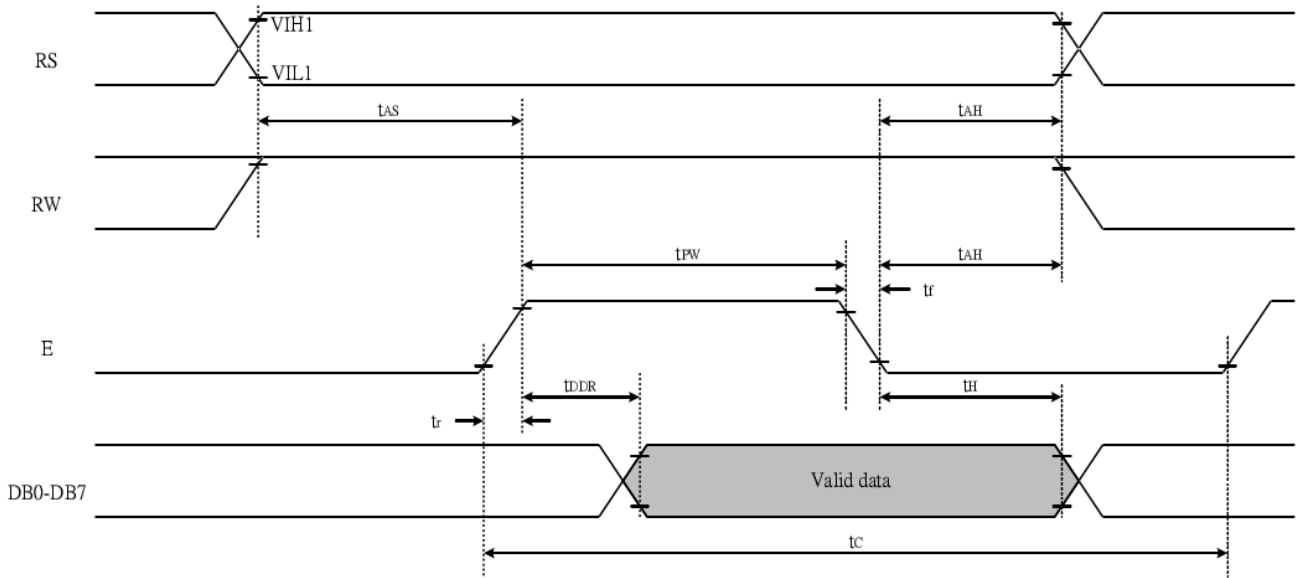 VIH1
RS
VIL1
tAS
tAH
RW
tPW
tAH
tf
E
tDDR
tH
tr
Valid data
DB0-DB7
tC